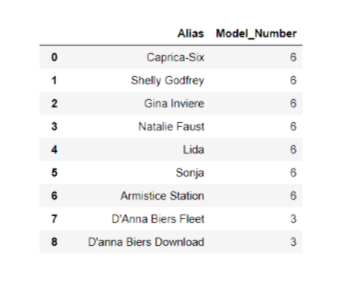 Alias Model_Number
0 Caprica-Six 6
1 Shelly Godfrey 6
2 Gina Inviere 6
3 Natalie Faust 6
4 Lida 6
5 Sonja 6
6 Armistice Station 6
7 D'Anna Biers Fleet 3
8 D'anna Biers Download 3